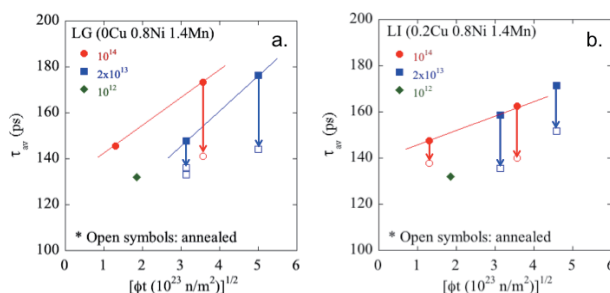 LG (0Cu 0.8Ni 1.4Mn) a.
10¹⁴
2x10¹³
10¹²
200
180
160
140
120
100
τ av (ps)
* Open symbols: annealed
0 1 2 3 4 5 6
[ϕt (10²³ n/m²)]¹/²
LI (0.2Cu 0.8Ni 1.4Mn) b.
10¹⁴
2x10¹³
10¹²
200
180
160
140
120
100
τ av (ps)
* Open symbols: annealed
0 1 2 3 4 5 6
[ϕt (10²³ n/m²)]¹/²